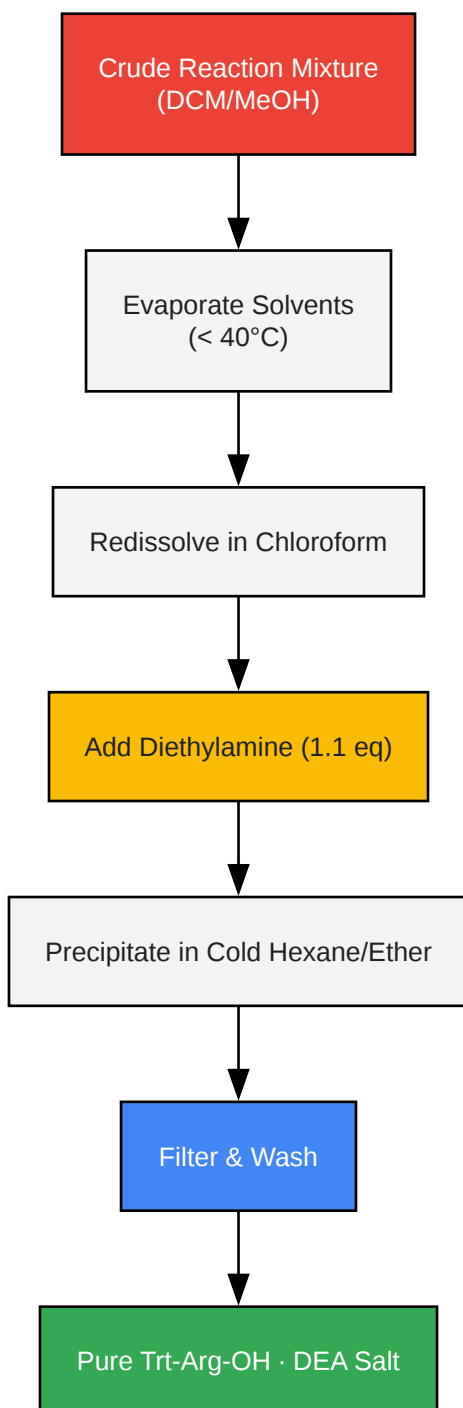 Crude Reaction Mixture
(DCM/MeOH)
Evaporate Solvents
(< 40°C)
Redissolve in Chloroform
Add Diethylamine (1.1 eq)
Precipitate in Cold Hexane/Ether
Filter & Wash
Pure Trt-Arg-OH · DEA Salt